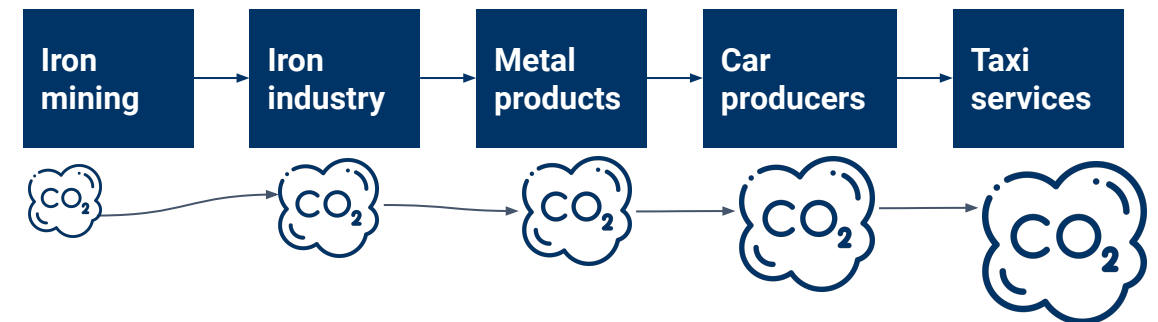 Iron
mining
Iron
industry
Metal
products
Car
producers
Taxi
services
CO2
CO2
CO2
CO2
CO2